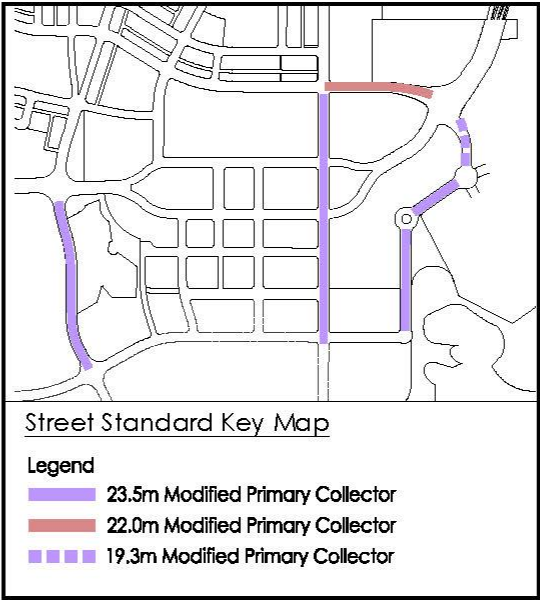 Street Standard Key Map
Legend
23.5m Modified Primary Collector
22.0m Modified Primary Collector
19.3m Modified Primary Collector